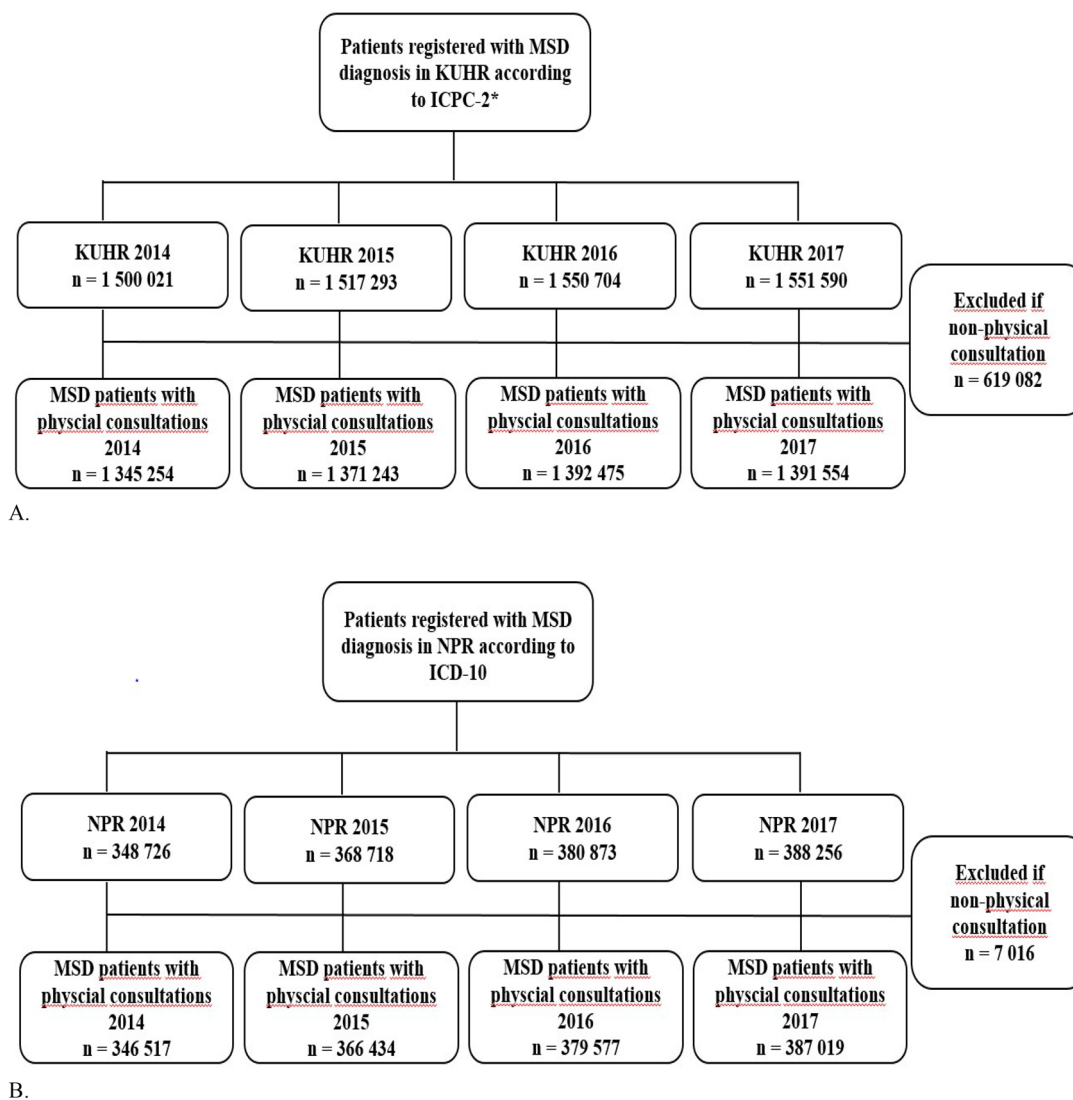 Patients registered with MSD
diagnosis in KUHR according
to ICPC-2*
KUHR 2014
n = 1 500 021
KUHR 2015
n = 1 517 293
KUHR 2016
n = 1 550 704
KUHR 2017
n = 1 551 590
Excluded if
non-physical
consultation
n = 619 082
MSD patients with
physcial consultations
2014
n = 1 345 254
MSD patients with
physcial consultations
2015
n = 1 371 243
MSD patients with
physcial consultations
2016
n = 1 392 475
MSD patients with
physcial consultations
2017
n = 1 391 554
A.
Patients registered with MSD
diagnosis in NPR according to
ICD-10
NPR 2014
n = 348 726
NPR 2015
n = 368 718
NPR 2016
n = 380 873
NPR 2017
n = 388 256
Excluded if
non-physical
consultation
n = 7 016
MSD patients with
physcial consultations
2014
n = 346 517
MSD patients with
physcial consultations
2015
n = 366 434
MSD patients with
physcial consultations
2016
n = 379 577
MSD patients with
physcial consultations
2017
n = 387 019
B.